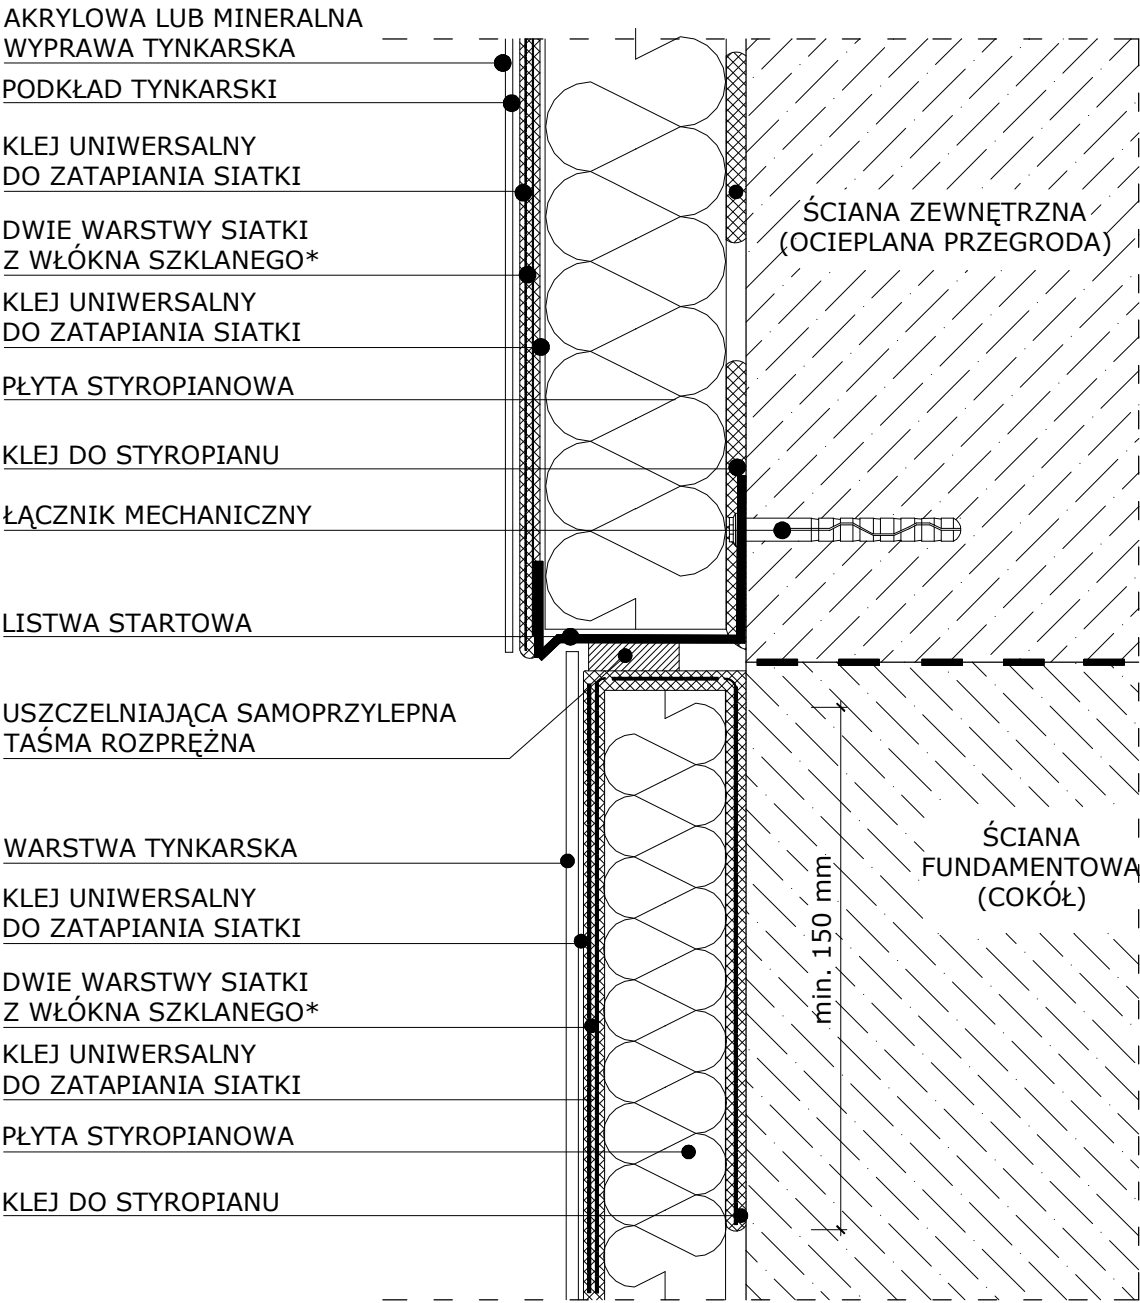 AKRYLOWA LUB MINERALNA
WYPRAWA TYNKARSKA
PODKŁAD TYNKARSKI
KLEJ UNIWERSALNY
DO ZATAPIANIA SIATKI
DWIE WARSTWY SIATKI
Z WŁÓKNA SZKLANEGO*
KLEJ UNIWERSALNY
DO ZATAPIANIA SIATKI
PŁYTA STYROPIANOWA
KLEJ DO STYROPIANU
ŁĄCZNIK MECHANICZNY
LISTWA STARTOWA
USZCZELNIAJĄCA SAMOPRZYLEPNA
TAŚMA ROZPRĘŻNA
WARSTWA TYNKARSKA
KLEJ UNIWERSALNY
DO ZATAPIANIA SIATKI
DWIE WARSTWY SIATKI
Z WŁÓKNA SZKLANEGO*
KLEJ UNIWERSALNY
DO ZATAPIANIA SIATKI
PŁYTA STYROPIANOWA
KLEJ DO STYROPIANU
ŚCIANA ZEWNĘTRZNA
(OCIEPLANA PRZEGRODA)
min. 150 mm
ŚCIANA
FUNDAMENTOWA
(COKÓŁ)